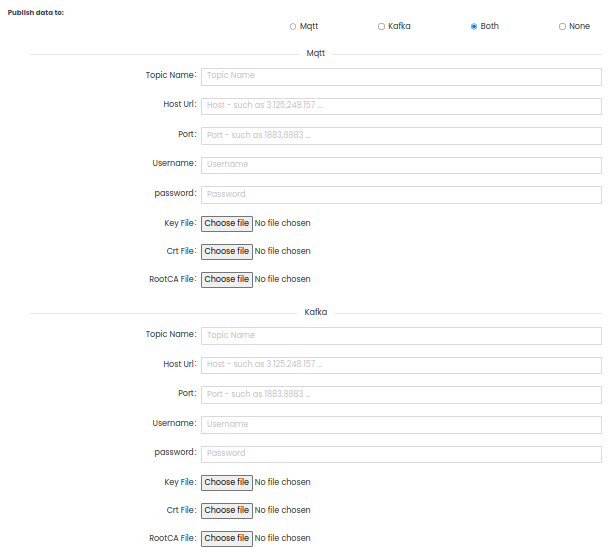 Publish data to:
Mqtt Kafka Both None
Mqtt
Topic Name: Topic Name
Host Url: Host - such as 3.125.248.157 ...
Port: Port - such as 1883,8883 ...
Username: Username
password: Password
Key File: Choose file No file chosen
Crt File: Choose file No file chosen
RootCA File: Choose file No file chosen
Kafka
Topic Name: Topic Name
Host Url: Host - such as 3.125.248.157 ...
Port: Port - such as 1883,8883 ...
Username: Username
password: Password
Key File: Choose file No file chosen
Crt File: Choose file No file chosen
RootCA File: Choose file No file chosen